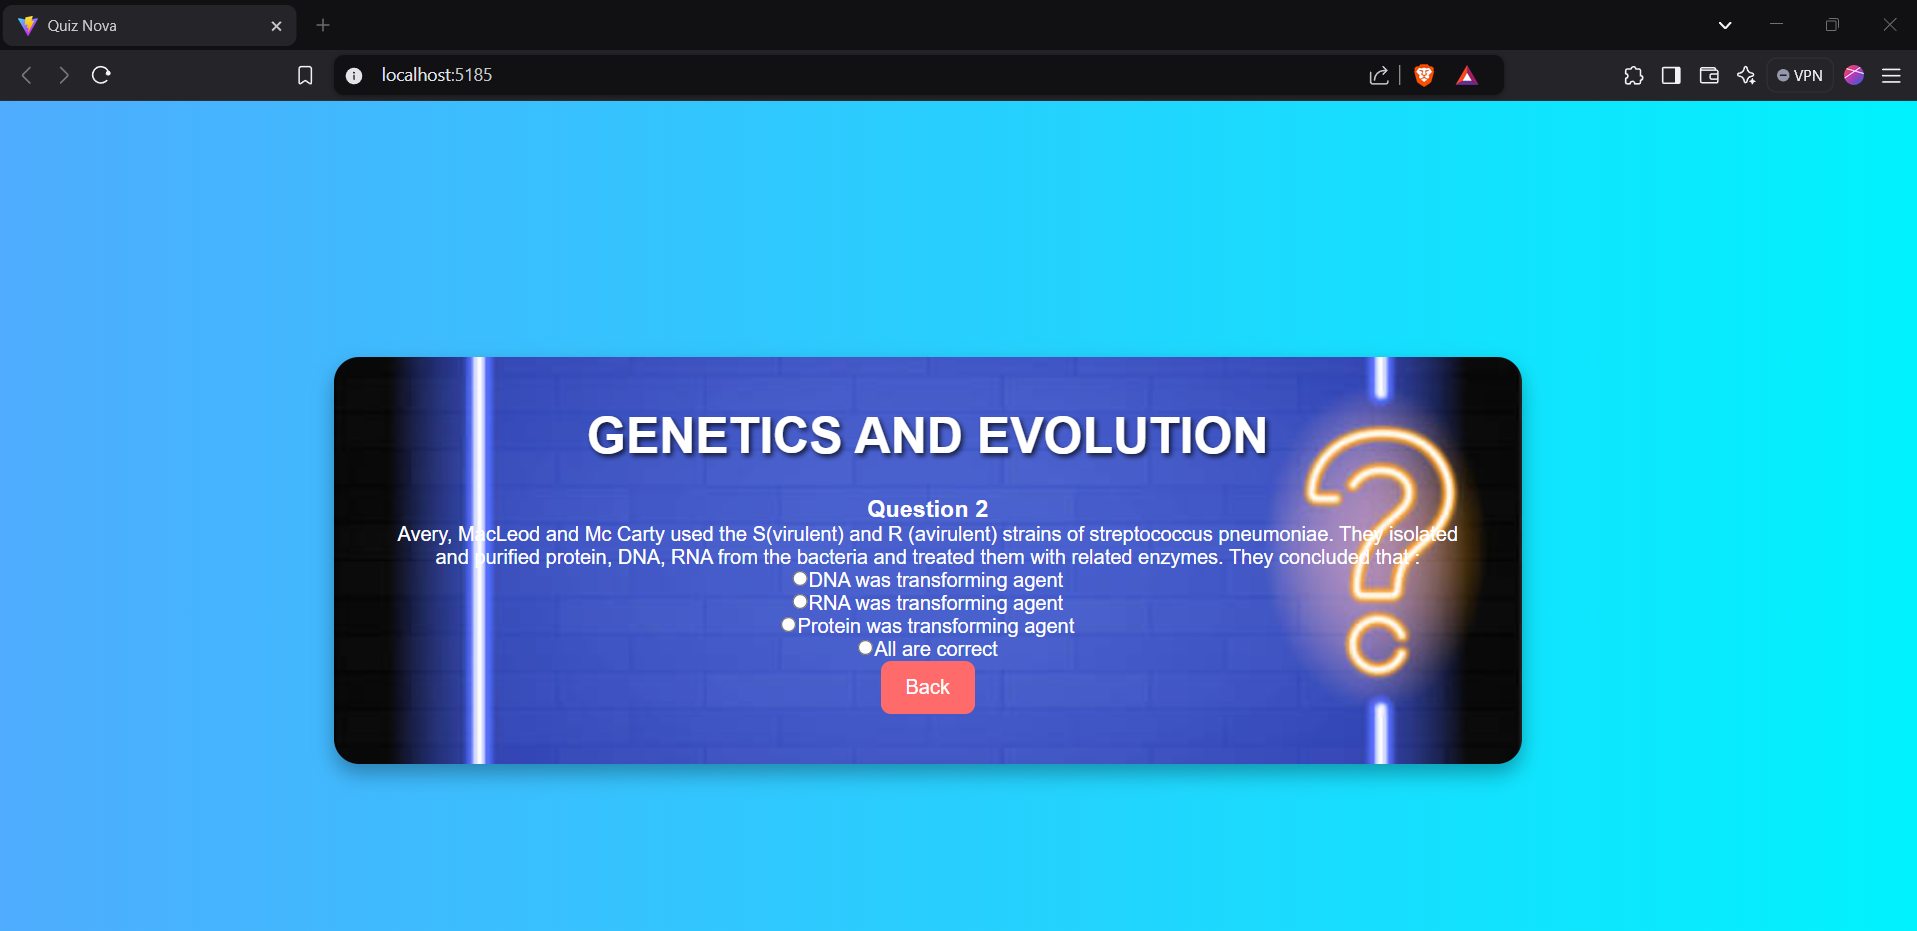 Quiz Nova
localhost:5185
VPN
GENETICS AND EVOLUTION
Question 2
Avery, MacLeod and Mc Carty used the S(virulent) and R (avirulent) strains of streptococcus pneumoniae. They isolated
and purified protein, DNA, RNA from the bacteria and treated them with related enzymes. They concluded that :
DNA was transforming agent
RNA was transforming agent
Protein was transforming agent
All are correct
Back